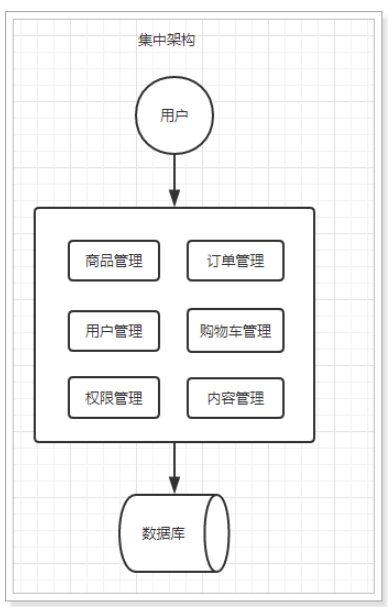 集中架构
用户
商品管理
订单管理
用户管理
购物车管理
权限管理
内容管理
数据库